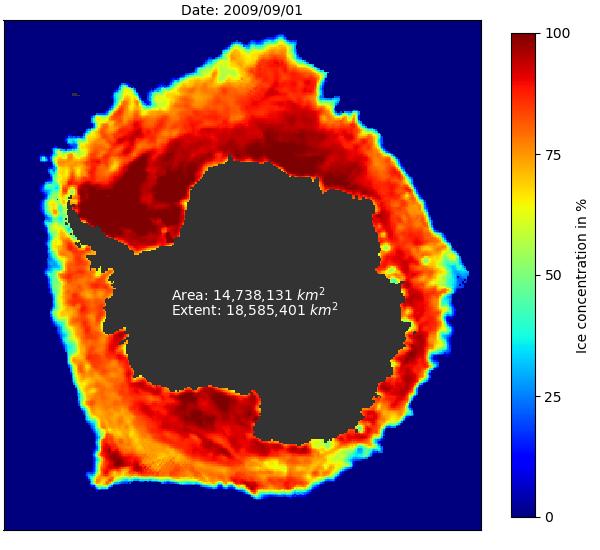 Date: 2009/09/01
100
75
50
25
0
Ice concentration in %
Area: 14,738,131 km²
Extent: 18,585,401 km²